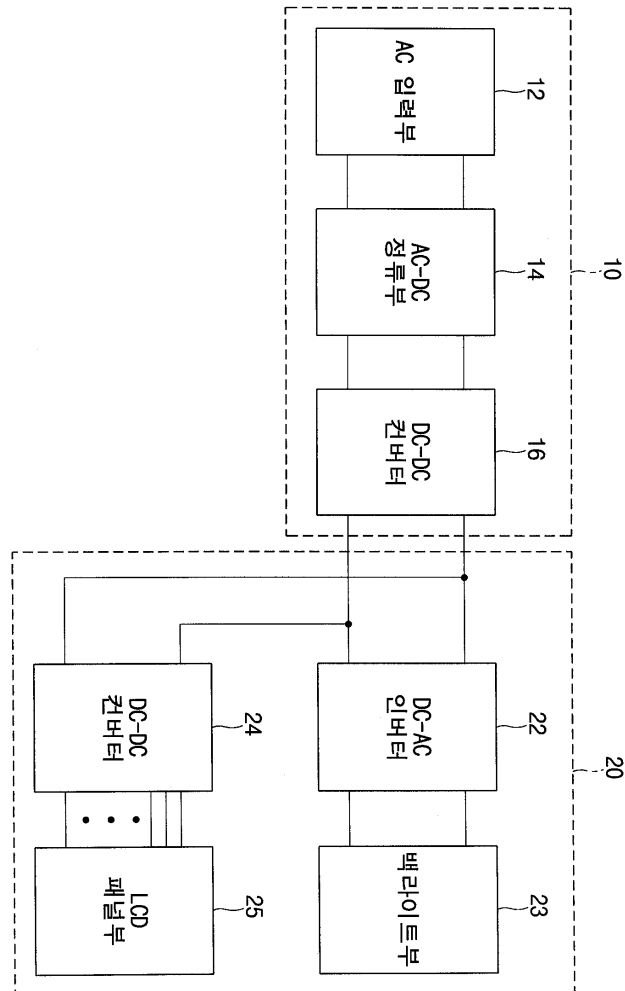 10
12
AC 입력부
14
AC-DC
정류부
16
DC-DC
컨버터
20
22
DC-AC
인버터
23
백라이트부
24
DC-DC
컨버터
25
LCD
패널부